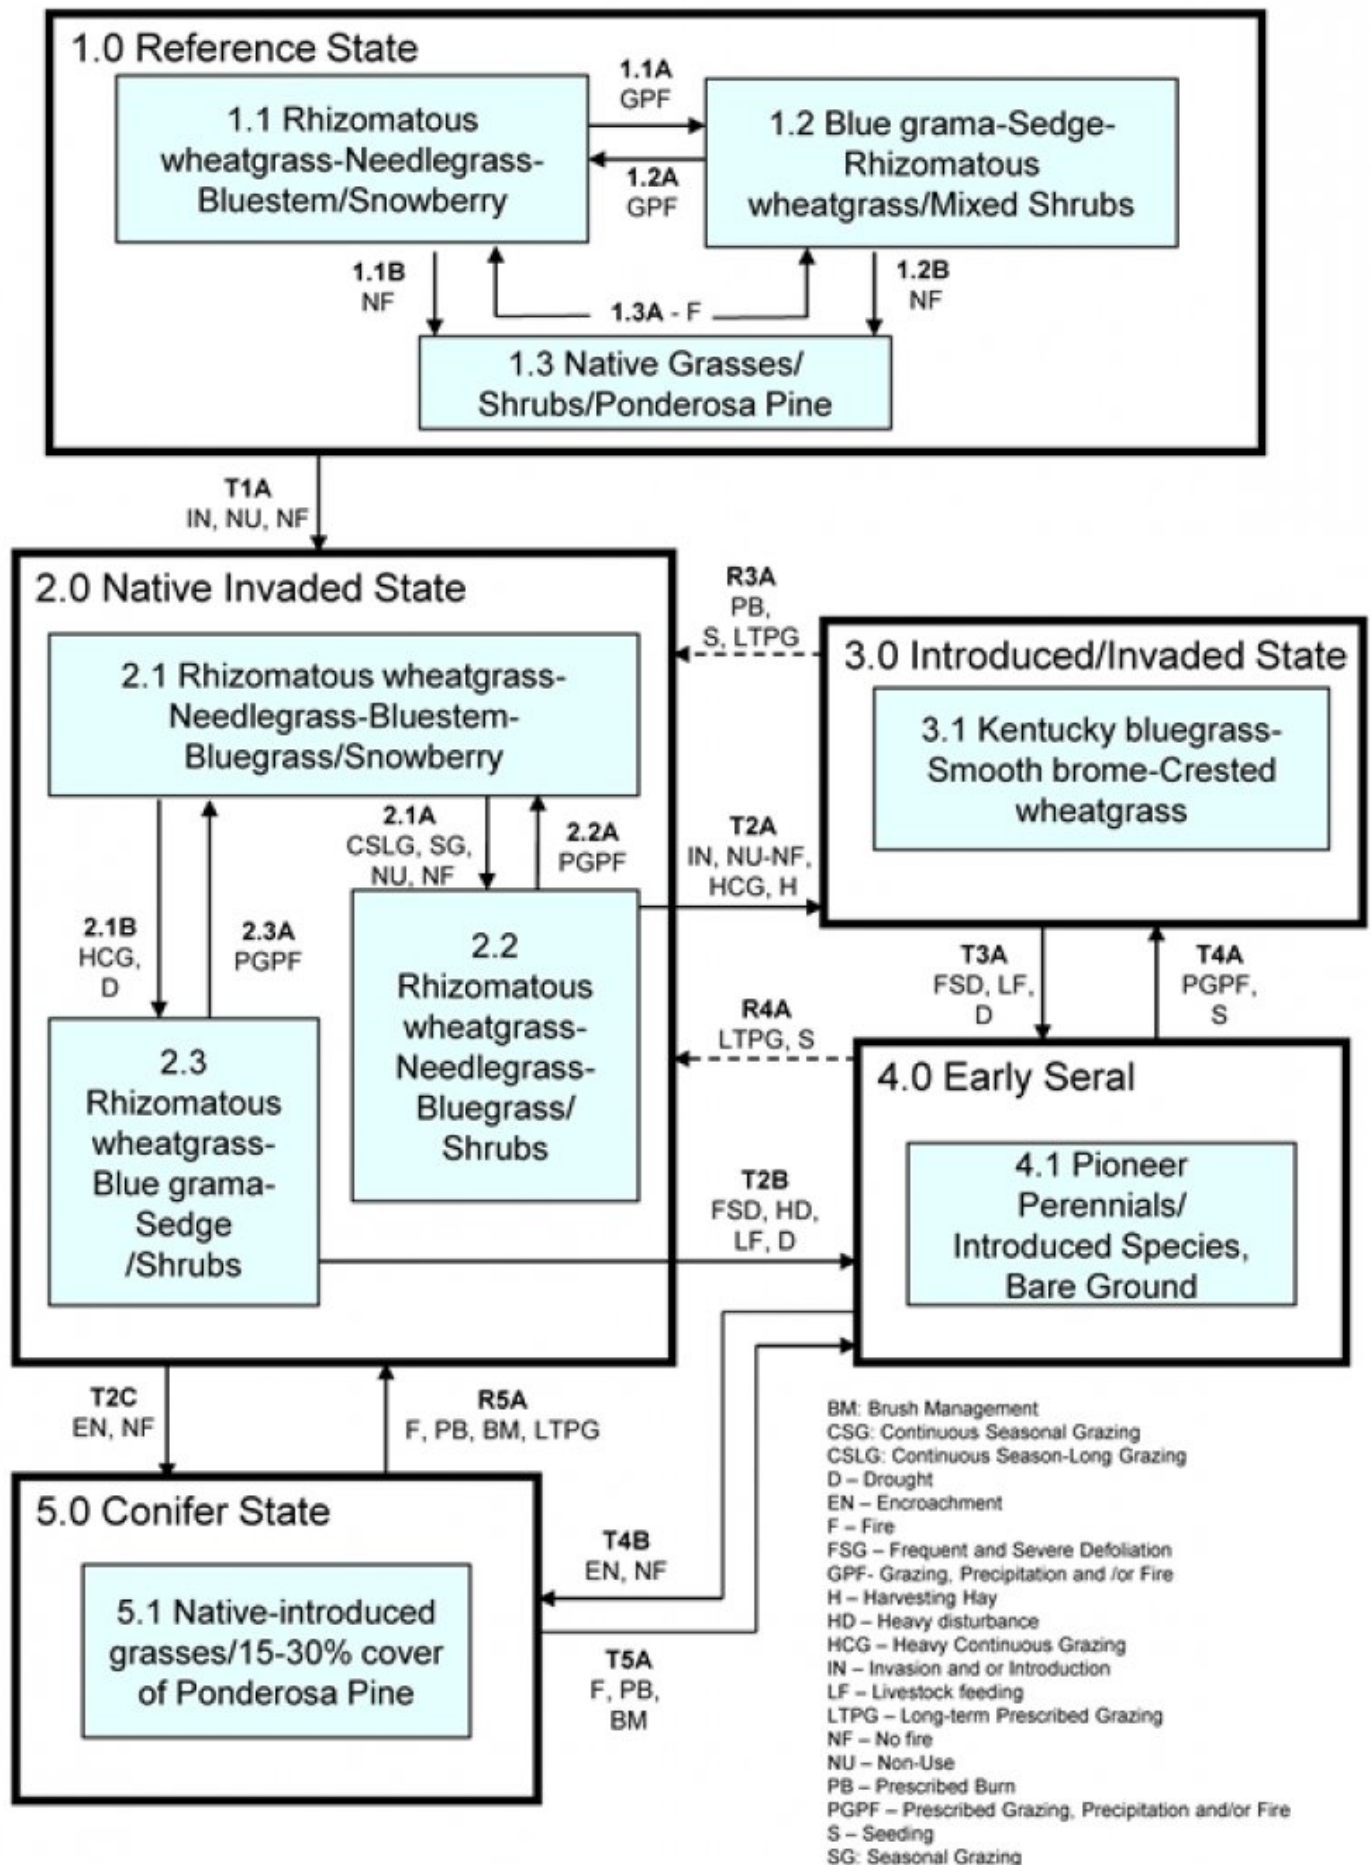 1.0 Reference State
1.1 Rhizomatous
wheatgrass-Needlegrass-
Bluestem/Snowberry
1.1A
GPF
1.2A
GPF
1.2 Blue grama-Sedge-
Rhizomatous
wheatgrass/Mixed Shrubs
1.1B
NF
1.3A - F
1.2B
NF
1.3 Native Grasses/
Shrubs/Ponderosa Pine
T1A
IN, NU, NF
2.0 Native Invaded State
2.1 Rhizomatous wheatgrass-
Needlegrass-Bluestem-
Bluegrass/Snowberry
R3A
PB,
S, LTPG
3.0 Introduced/Invaded State
3.1 Kentucky bluegrass-
Smooth brome-Crested
wheatgrass
2.1A
CSLG, SG,
NU, NF
2.2A
PGPF
T2A
IN, NU-NF,
HCG, H
2.1B
HCG,
D
2.3A
PGPF
2.2
Rhizomatous
wheatgrass-
Needlegrass-
Bluegrass/
Shrubs
T3A
FSD, LF,
D
T4A
PGPF,
S
R4A
LTPG, S
2.3
Rhizomatous
wheatgrass-
Blue grama-
Sedge
/Shrubs
4.0 Early Seral
4.1 Pioneer
Perennials/
Introduced Species,
Bare Ground
T2B
FSD, HD,
LF, D
T2C
EN, NF
R5A
F, PB, BM, LTPG
5.0 Conifer State
5.1 Native-introduced
grasses/15-30% cover
of Ponderosa Pine
T4B
EN, NF
T5A
F, PB,
BM
BM: Brush Management
CSG: Continuous Seasonal Grazing
CSLG: Continuous Season-Long Grazing
D – Drought
EN – Encroachment
F – Fire
FSG – Frequent and Severe Defoliation
GPF- Grazing, Precipitation and /or Fire
H – Harvesting Hay
HD – Heavy disturbance
HCG – Heavy Continuous Grazing
IN – Invasion and or Introduction
LF – Livestock feeding
LTPG – Long-term Prescribed Grazing
NF – No fire
NU – Non-Use
PB – Prescribed Burn
PGPF – Prescribed Grazing, Precipitation and/or Fire
S – Seeding
SG: Seasonal Grazing